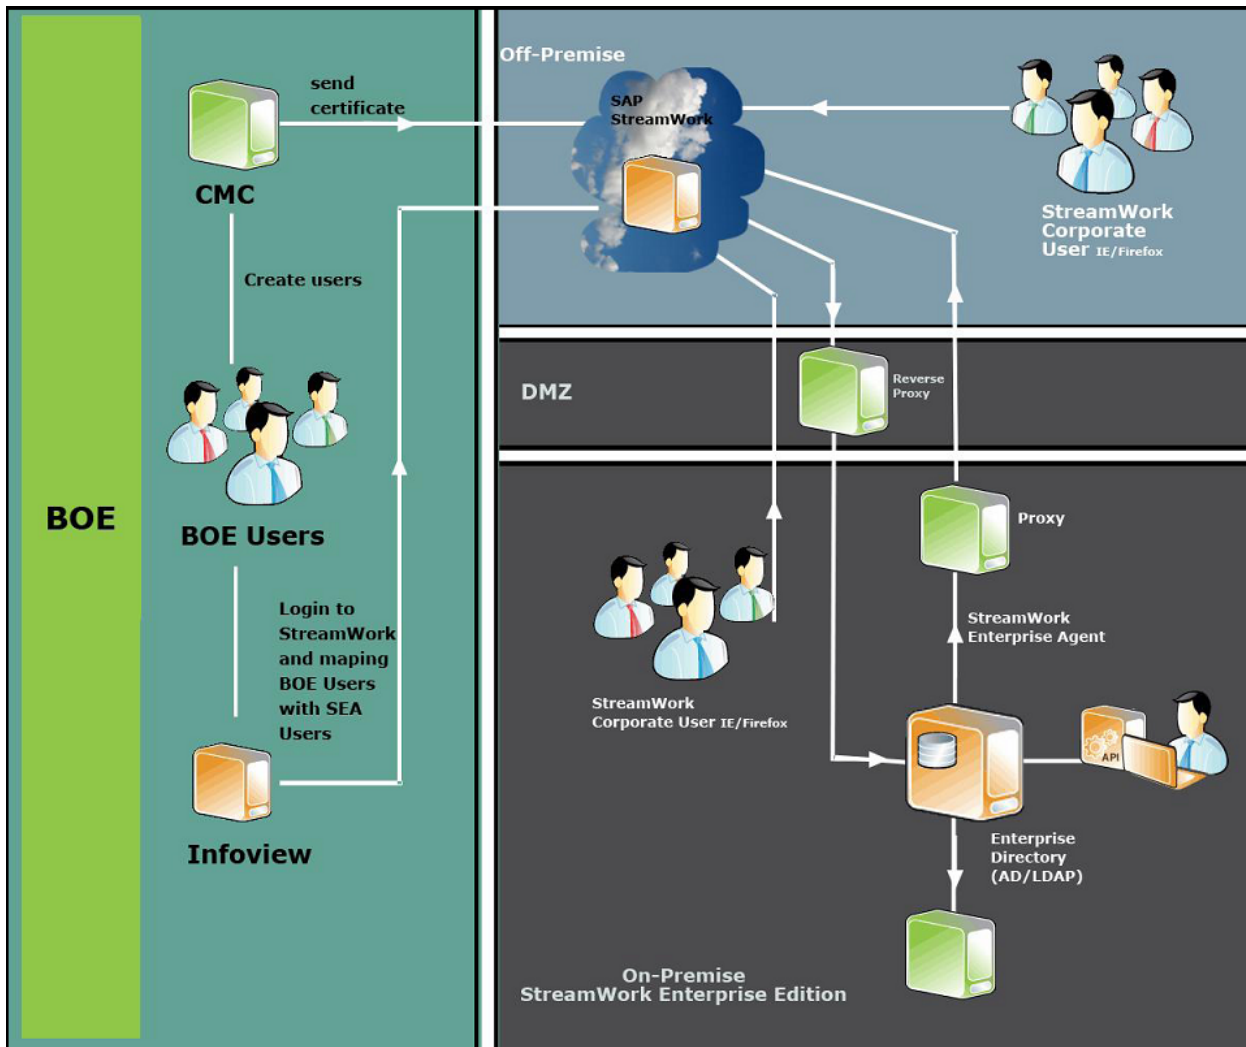 BOE
send
certificate
CMC
Create users
BOE Users
Login to
StreamWork
and maping
BOE Users
with SEA
Users
Infoview
Off-Premise
SAP
StreamWork
StreamWork
Corporate
User IE/Firefox
DMZ
Reverse
Proxy
Proxy
StreamWork
Enterprise Agent
StreamWork
Corporate User IE/Firefox
API
Enterprise
Directory
(AD/LDAP)
On-Premise
StreamWork Enterprise Edition